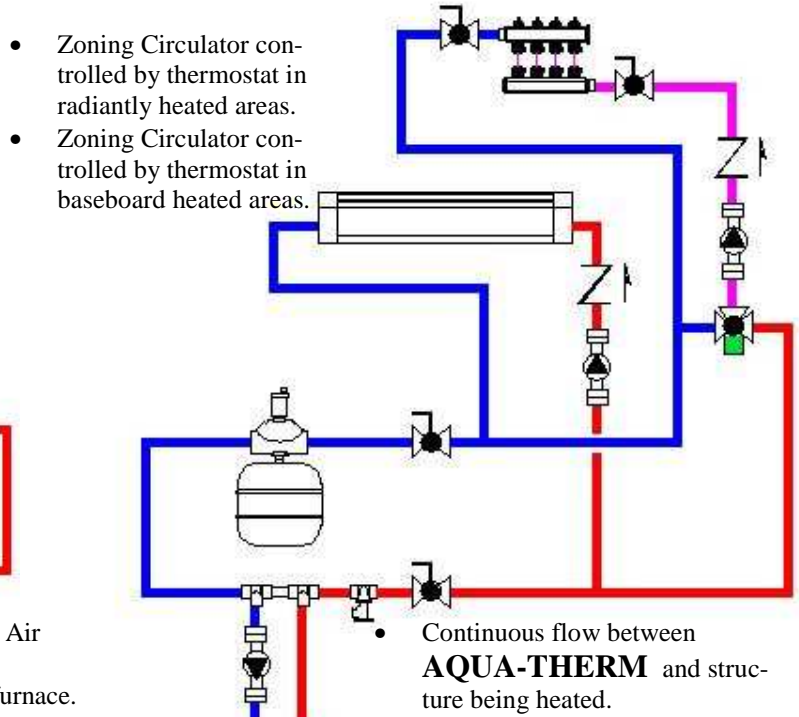 • Zoning Circulator con-
trolled by thermostat in
radiantly heated areas.
• Zoning Circulator con-
trolled by thermostat in
baseboard heated areas.
Air
furnace.
• Continuous flow between
AQUA-THERM and struc-
ture being heated.